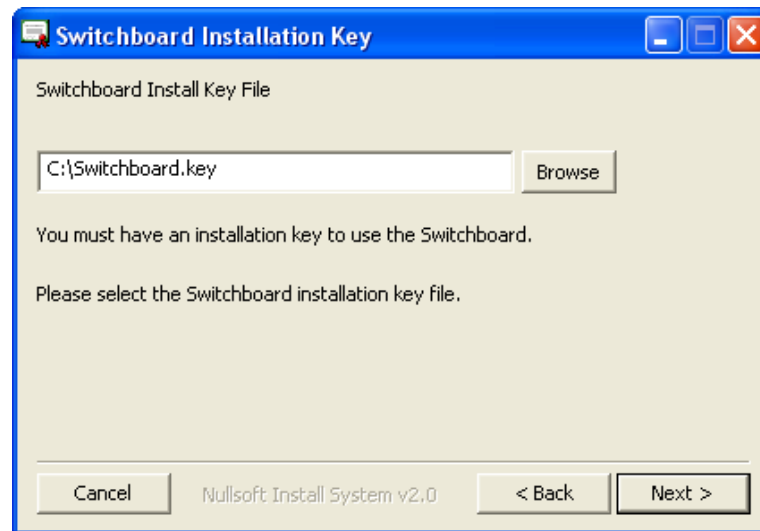 Switchboard Installation Key
Switchboard Install Key File
C:\Switchboard.key
Browse
You must have an installation key to use the Switchboard.
Please select the Switchboard installation key file.
Cancel
Nullsoft Install System v2.0
< Back
Next >